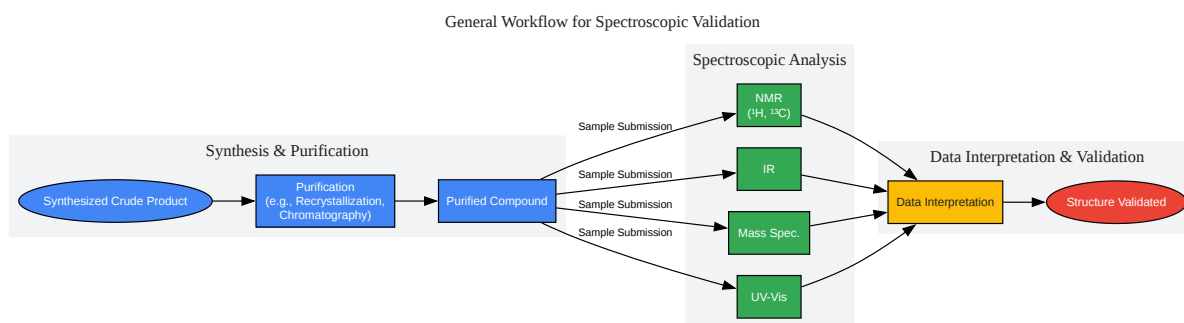 General Workflow for Spectroscopic Validation
Synthesis & Purification
Synthesized Crude Product
Purification
(e.g., Recrystallization,
Chromatography)
Purified Compound
Sample Submission
Sample Submission
Sample Submission
Sample Submission
Spectroscopic Analysis
NMR
(¹H, ¹³C)
IR
Mass Spec.
UV-Vis
Data Interpretation & Validation
Data Interpretation
Structure Validated